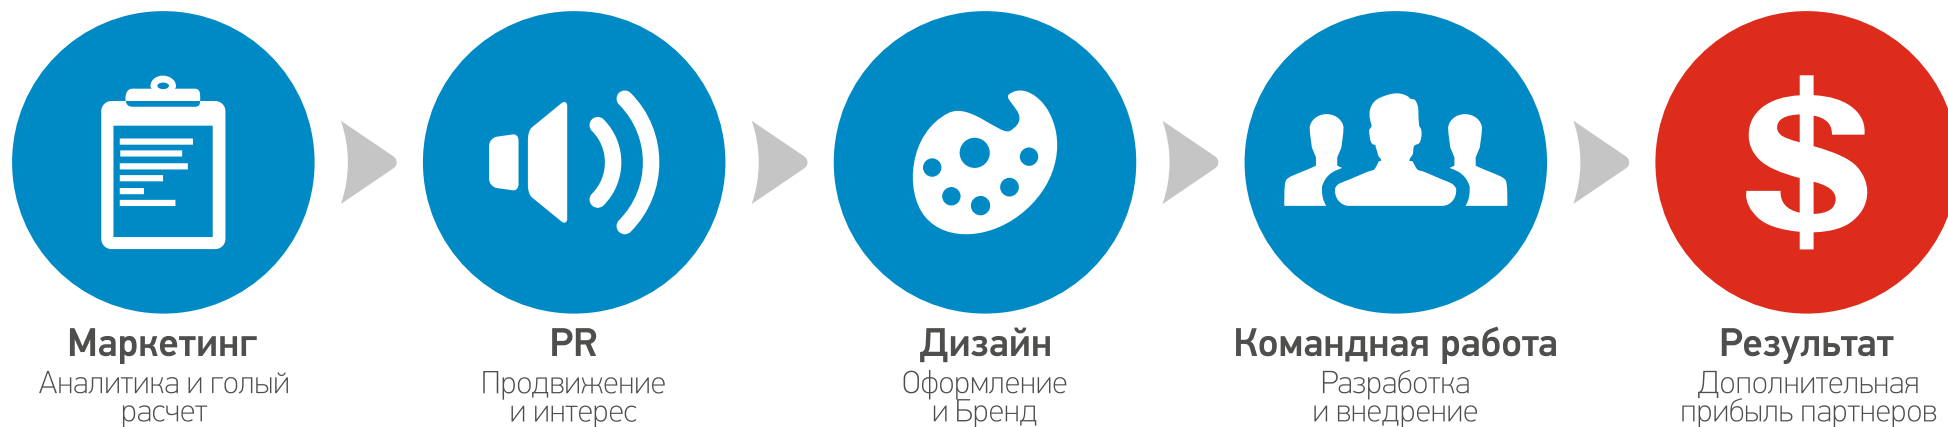 Маркетинг
Аналитика и голый
расчет
PR
Продвижение
и интерес
Дизайн
Оформление
и Бренд
Командная работа
Разработка
и внедрение
$
Результат
Дополнительная
прибыль партнеров